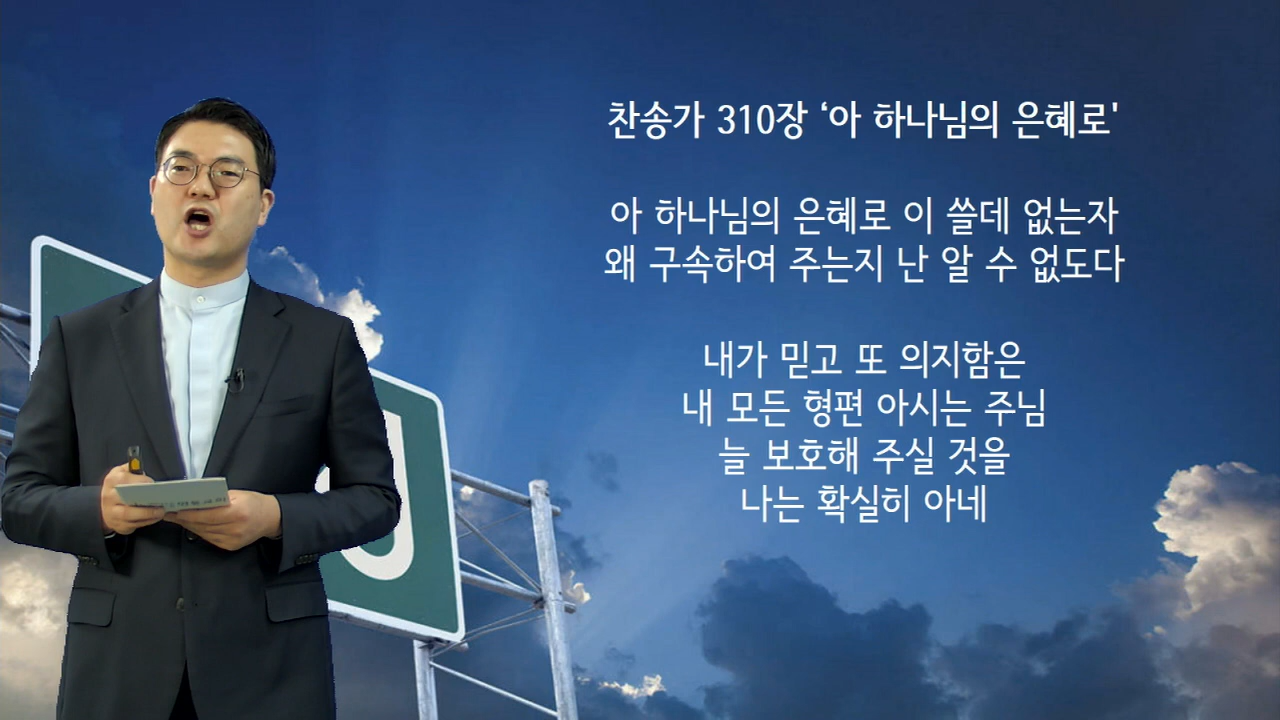 찬송가 310장 ‘아 하나님의 은혜로'
아 하나님의 은혜로 이 쓸데 없는자
왜 구속하여 주는지 난 알 수 없도다
내가 믿고 또 의지함은
내 모든 형편 아시는 주님
늘 보호해 주실 것을
나는 확실히 아네